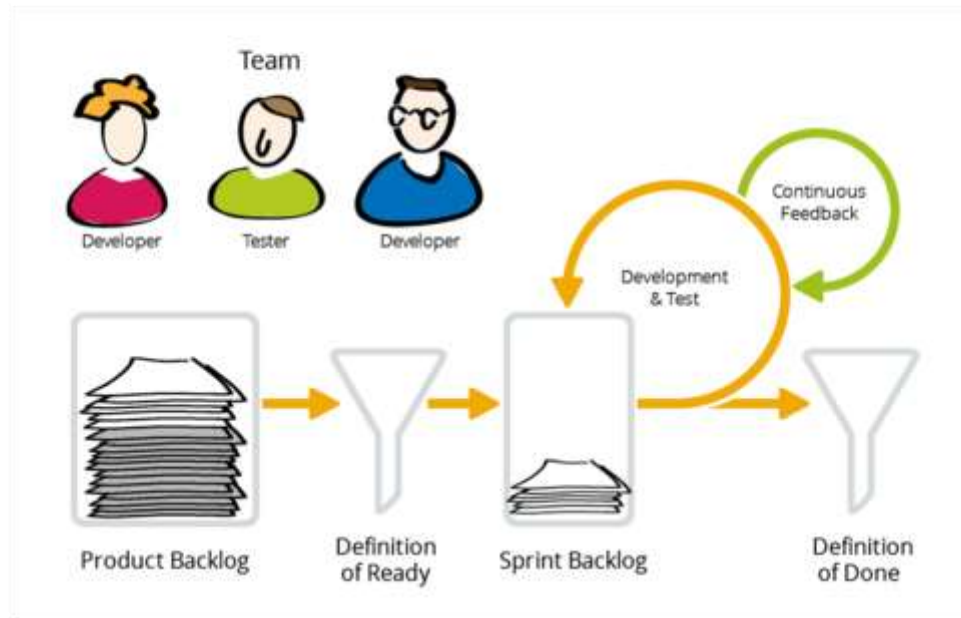 Team
Developer
Tester
Developer
Continuous
Feedback
Development
& Test
Product Backlog
Definition
of Ready
Sprint Backlog
Definition
of Done